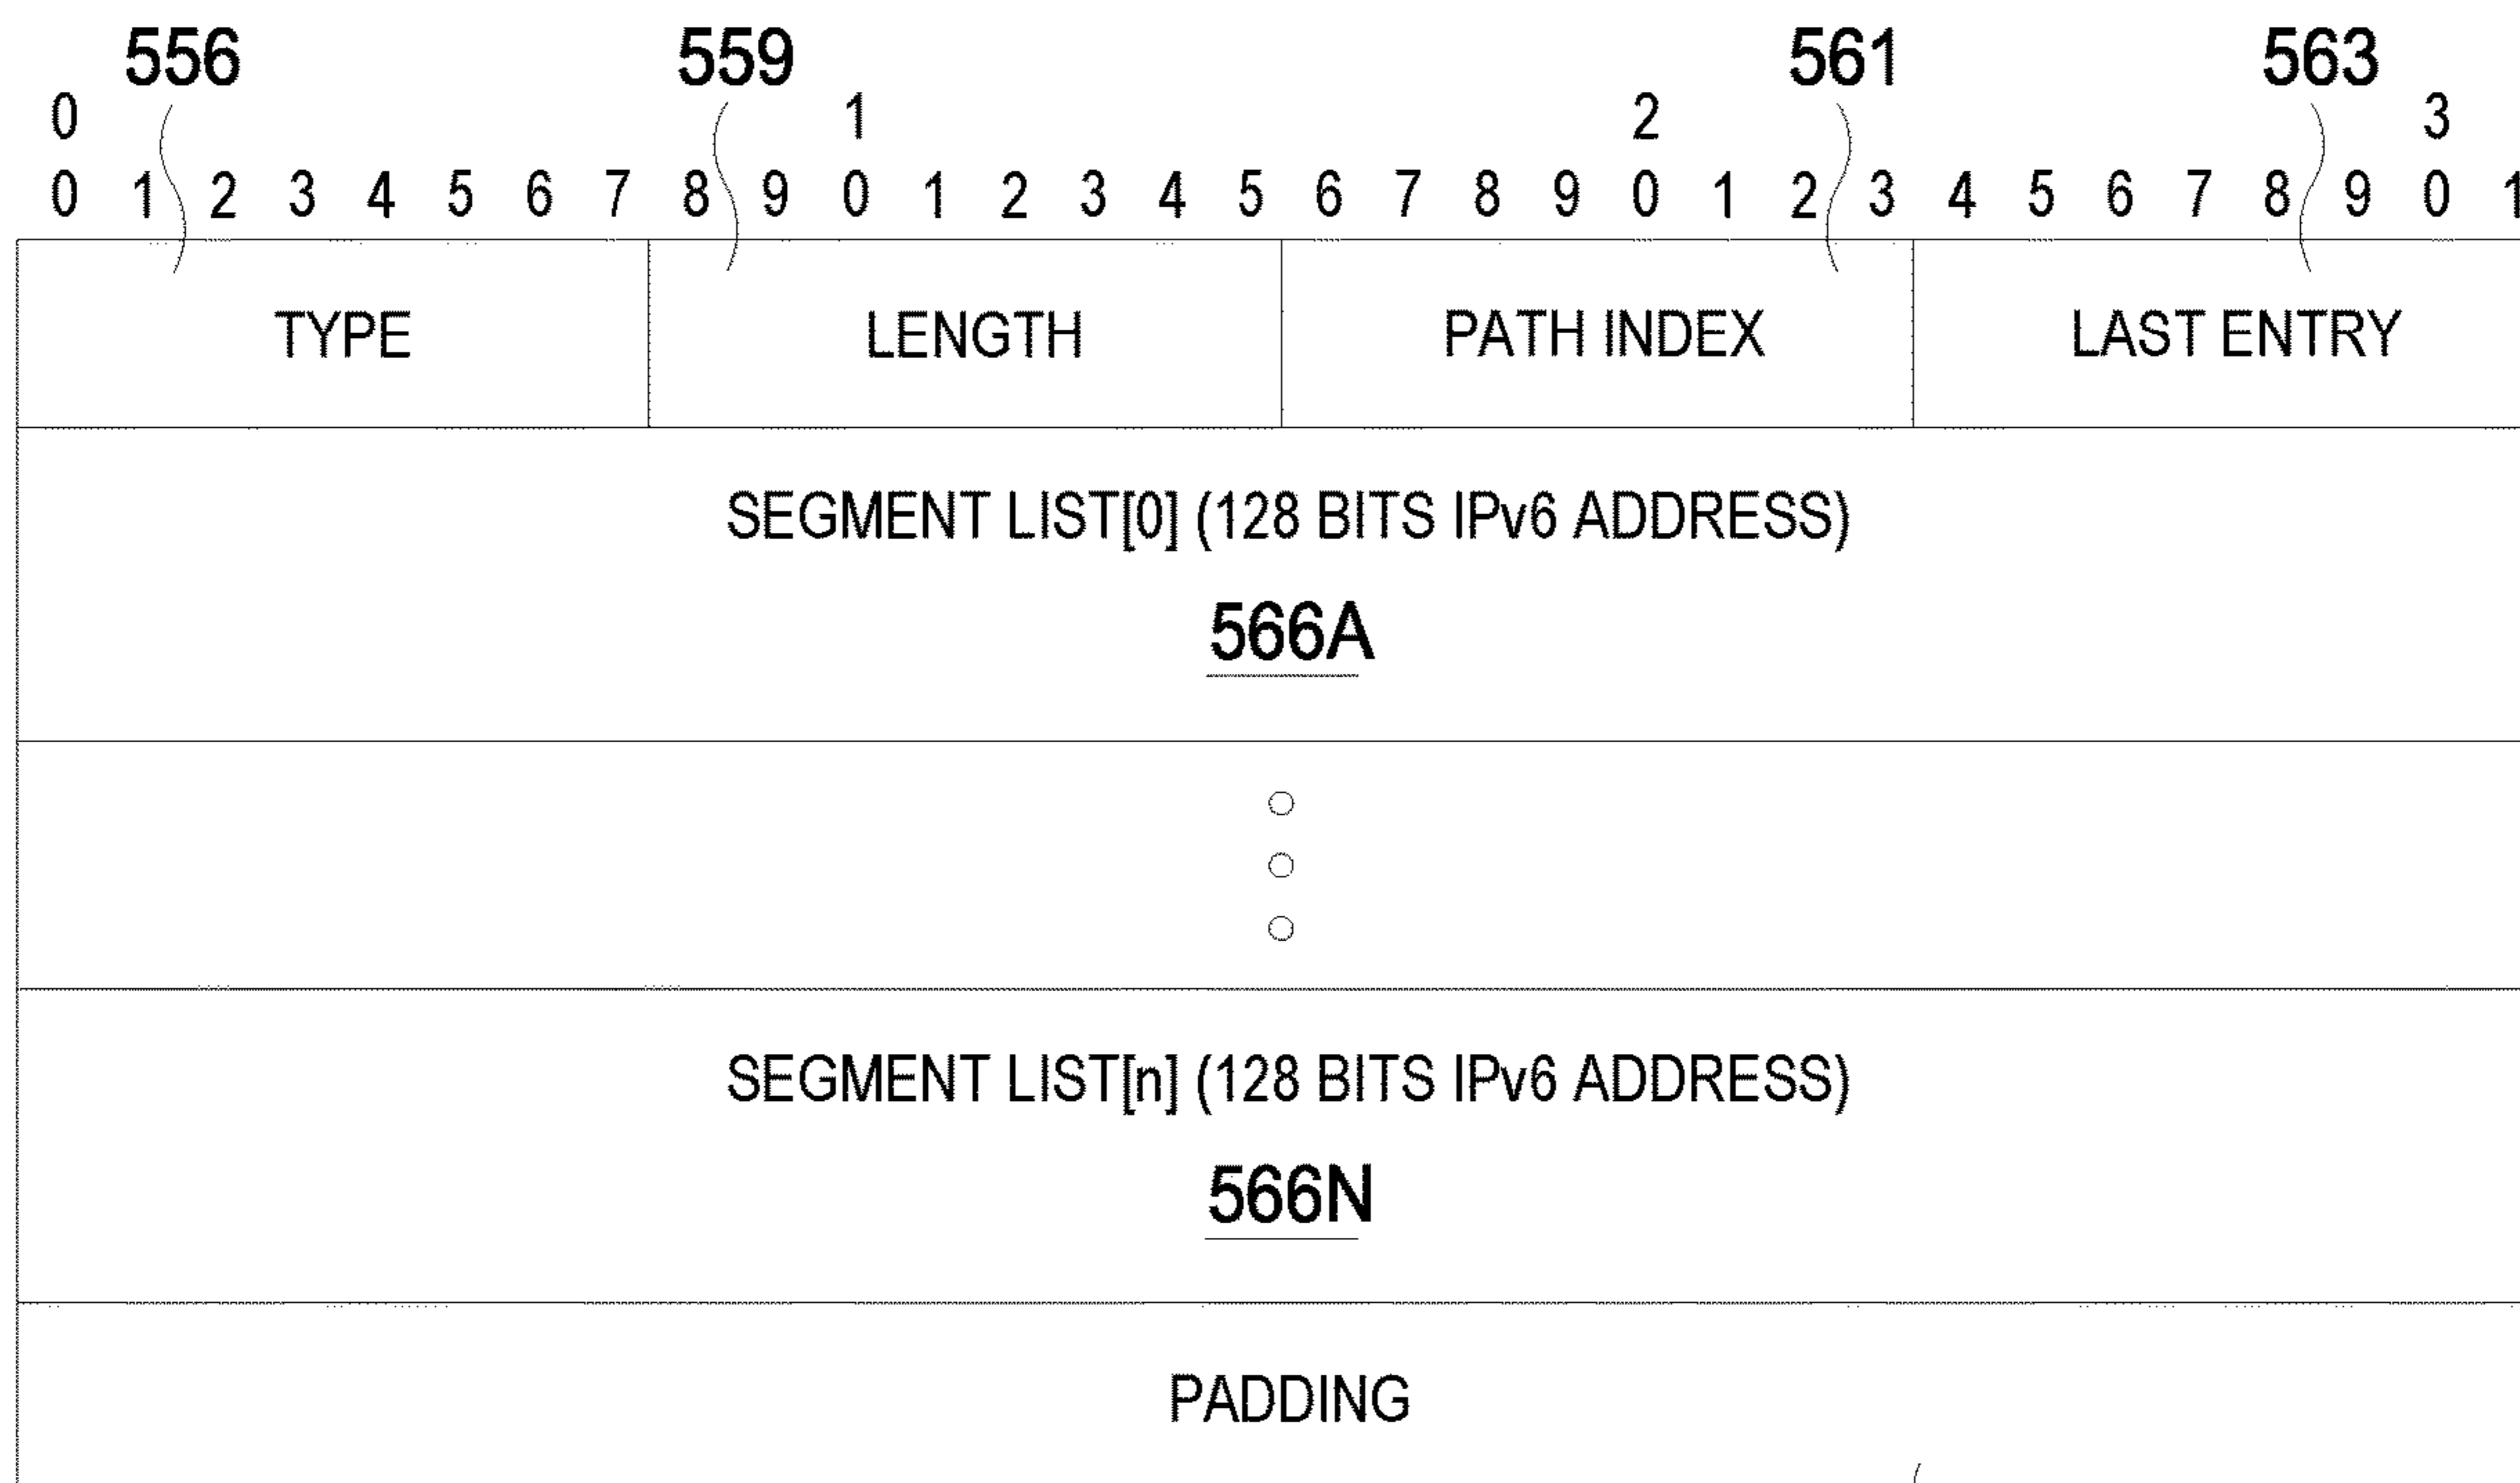 556 559 561 563
0 1 2 3
0 1 2 3 4 5 6 7 8 9 0 1 2 3 4 5 6 7 8 9 0 1 2 3 4 5 6 7 8 9 0 1
TYPE LENGTH PATH INDEX LAST ENTRY
SEGMENT LIST[0] (128 BITS IPv6 ADDRESS)
566A
SEGMENT LIST[n] (128 BITS IPv6 ADDRESS)
566N
PADDING